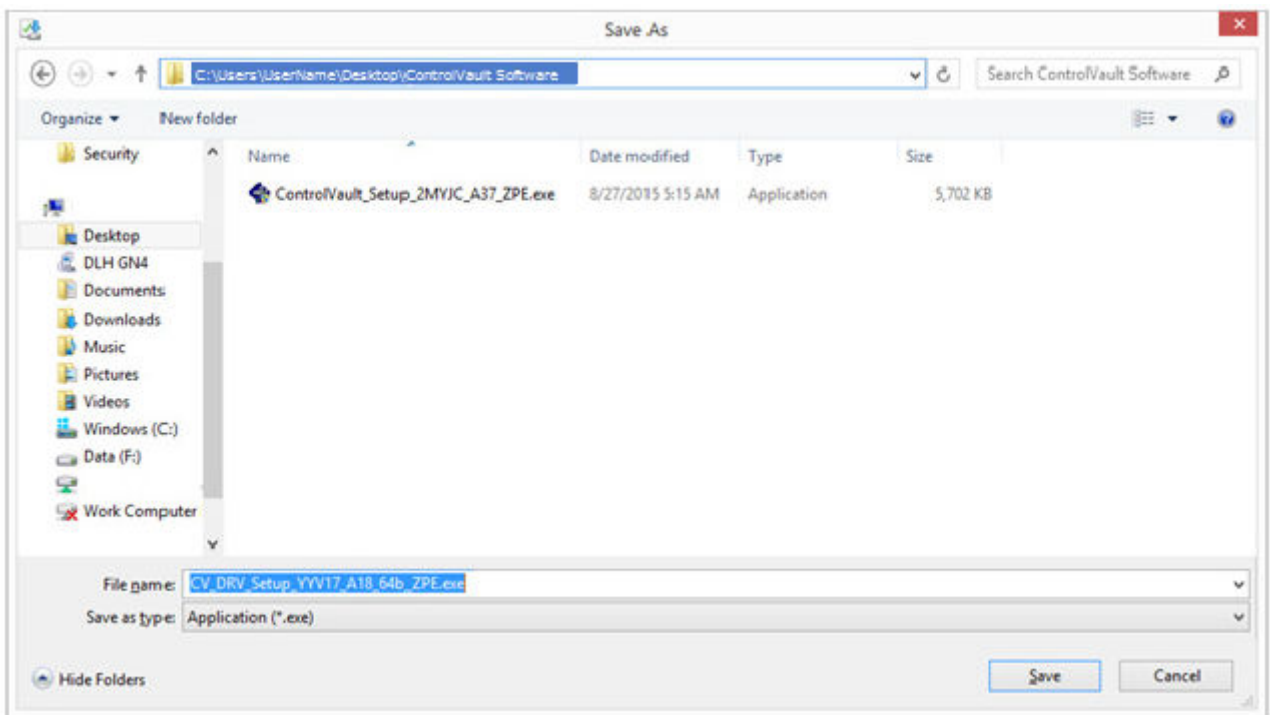 Save As
C:\Users\UserName\Desktop\ControlVault Software
Search ControlVault Software
Organize New folder
Name Date modified Type Size
ControlVault_Setup_2MYJC_A37_ZPE.exe 8/27/2015 5:15 AM Application 5,702 KB
Security
Desktop
DLH GN4
Documents
Downloads
Music
Pictures
Videos
Windows (C:)
Data (F:)
Work Computer
File name: CV_DRV_Setup_YYV17_A18_64b_ZPE.exe
Save as type: Application (*.exe)
Hide Folders Save Cancel